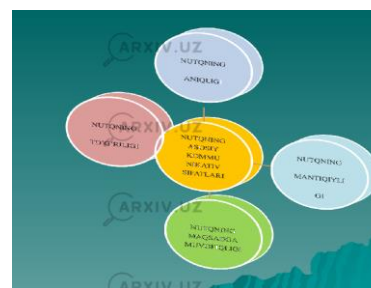 ARXIV.UZ
NUTQNING
ANIQLIGI
ARXIV.UZ
NUTQNING
TO'G'RILIGI
NUTQNING
ASOSIY
KOMMU
NIKATIV
SIFATLARI
NUTQNING
MANTIQIYLI
GI
ARXIV.UZ
NUTQNING
MAQSADGA
MUVOFIQLIGI
ARXIV.UZ